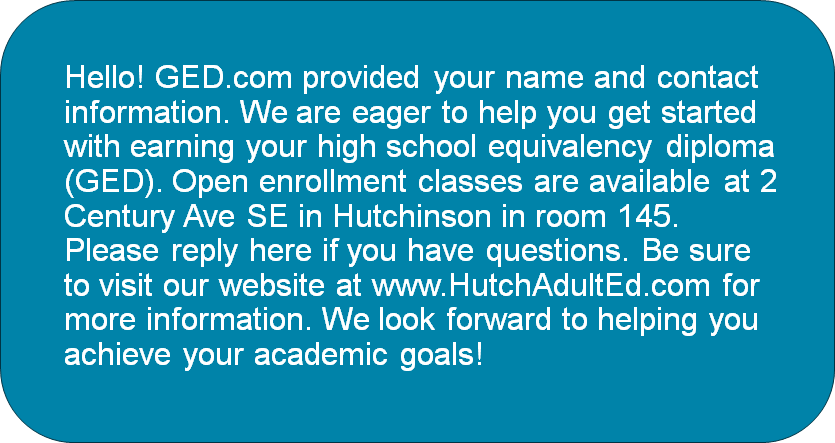 Hello! GED.com provided your name and contact
information. We are eager to help you get started
with earning your high school equivalency diploma
(GED). Open enrollment classes are available at 2
Century Ave SE in Hutchinson in room 145.
Please reply here if you have questions. Be sure
to visit our website at www.HutchAdultEd.com for
more information. We look forward to helping you
achieve your academic goals!